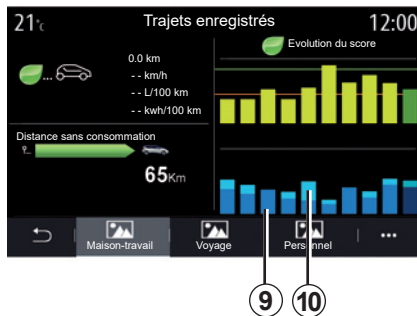 21°c Trajets enregistrés 12:00
0.0 km
- - km/h
- - L/100 km
- - kwh/100 km
Evolution du score
Distance sans consommation
65Km
Maison-travail
Voyage
Personnel
9 10